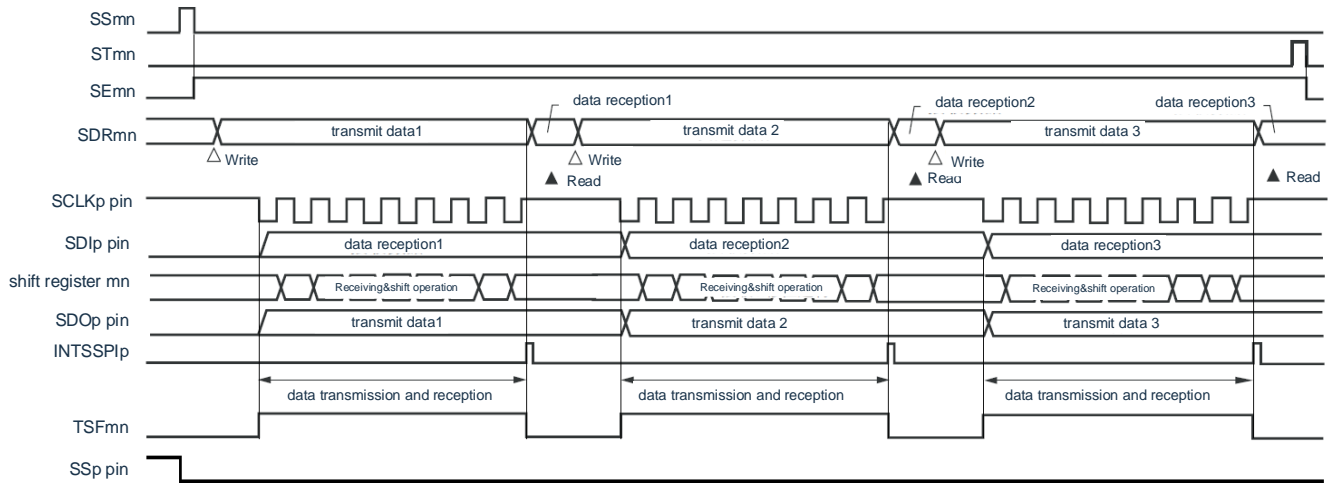 SSmn
STmn
SEmn
data reception1 data reception2 data reception3
SDRmn transmit data1 transmit data 2 transmit data 3
Write Write Write
Read Read Read
SCLKp pin
SDIp pin data reception1 data reception2 data reception3
shift register mn Receiving&shift operation Receiving&shift operation Receiving&shift operation
SDOp pin transmit data1 transmit data 2 transmit data 3
INTSSPIp
data transmission and reception data transmission and reception data transmission and reception
TSFmn
SSp pin